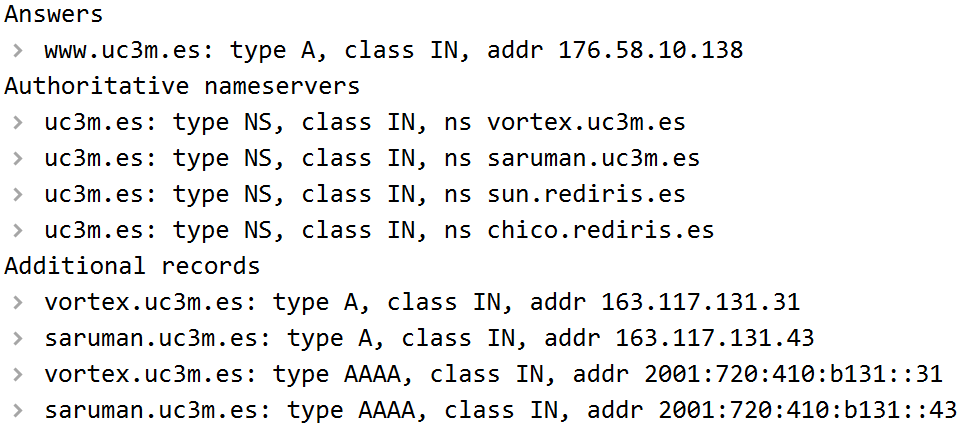 Answers
www.uc3m.es: type A, class IN, addr 176.58.10.138
Authoritative nameservers
uc3m.es: type NS, class IN, ns vortex.uc3m.es
uc3m.es: type NS, class IN, ns saruman.uc3m.es
uc3m.es: type NS, class IN, ns sun.rediris.es
uc3m.es: type NS, class IN, ns chico.rediris.es
Additional records
vortex.uc3m.es: type A, class IN, addr 163.117.131.31
saruman.uc3m.es: type A, class IN, addr 163.117.131.43
vortex.uc3m.es: type AAAA, class IN, addr 2001:720:410:b131::31
saruman.uc3m.es: type AAAA, class IN, addr 2001:720:410:b131::43